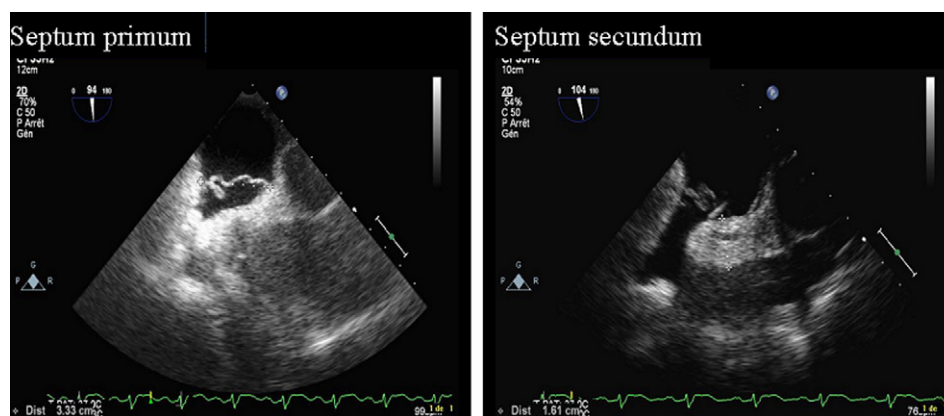 Septum primum
12cm
2D
70%
C 50
P Arrêt
Gén
0 94 180
G
P R
Dist 3.33 cm
Septum secundum
10cm
2D
54%
C 50
P Arrêt
Gén
0 104 180
G
P R
Dist 1.61 cm